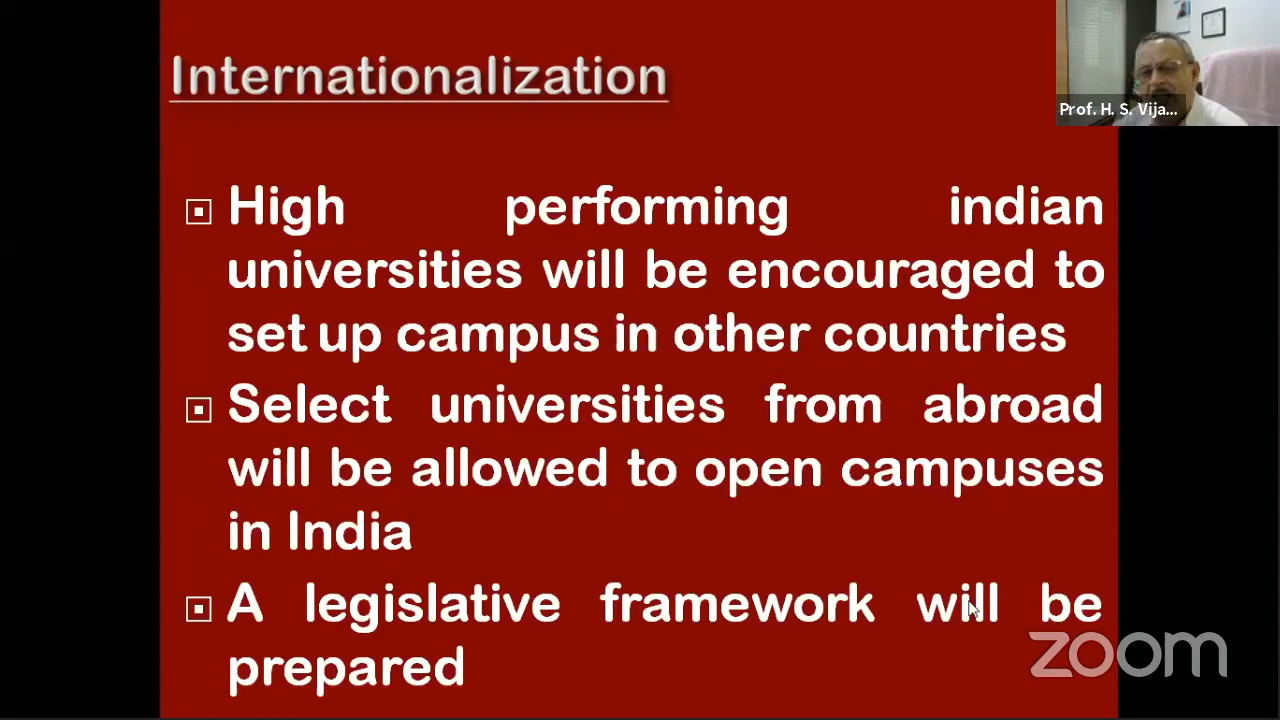 Internationalization
Prof. H. S. Vija...
High performing indian
universities will be encouraged to
set up campus in other countries
Select universities from abroad
will be allowed to open campuses
in India
A legislative framework will be
prepared
zoom